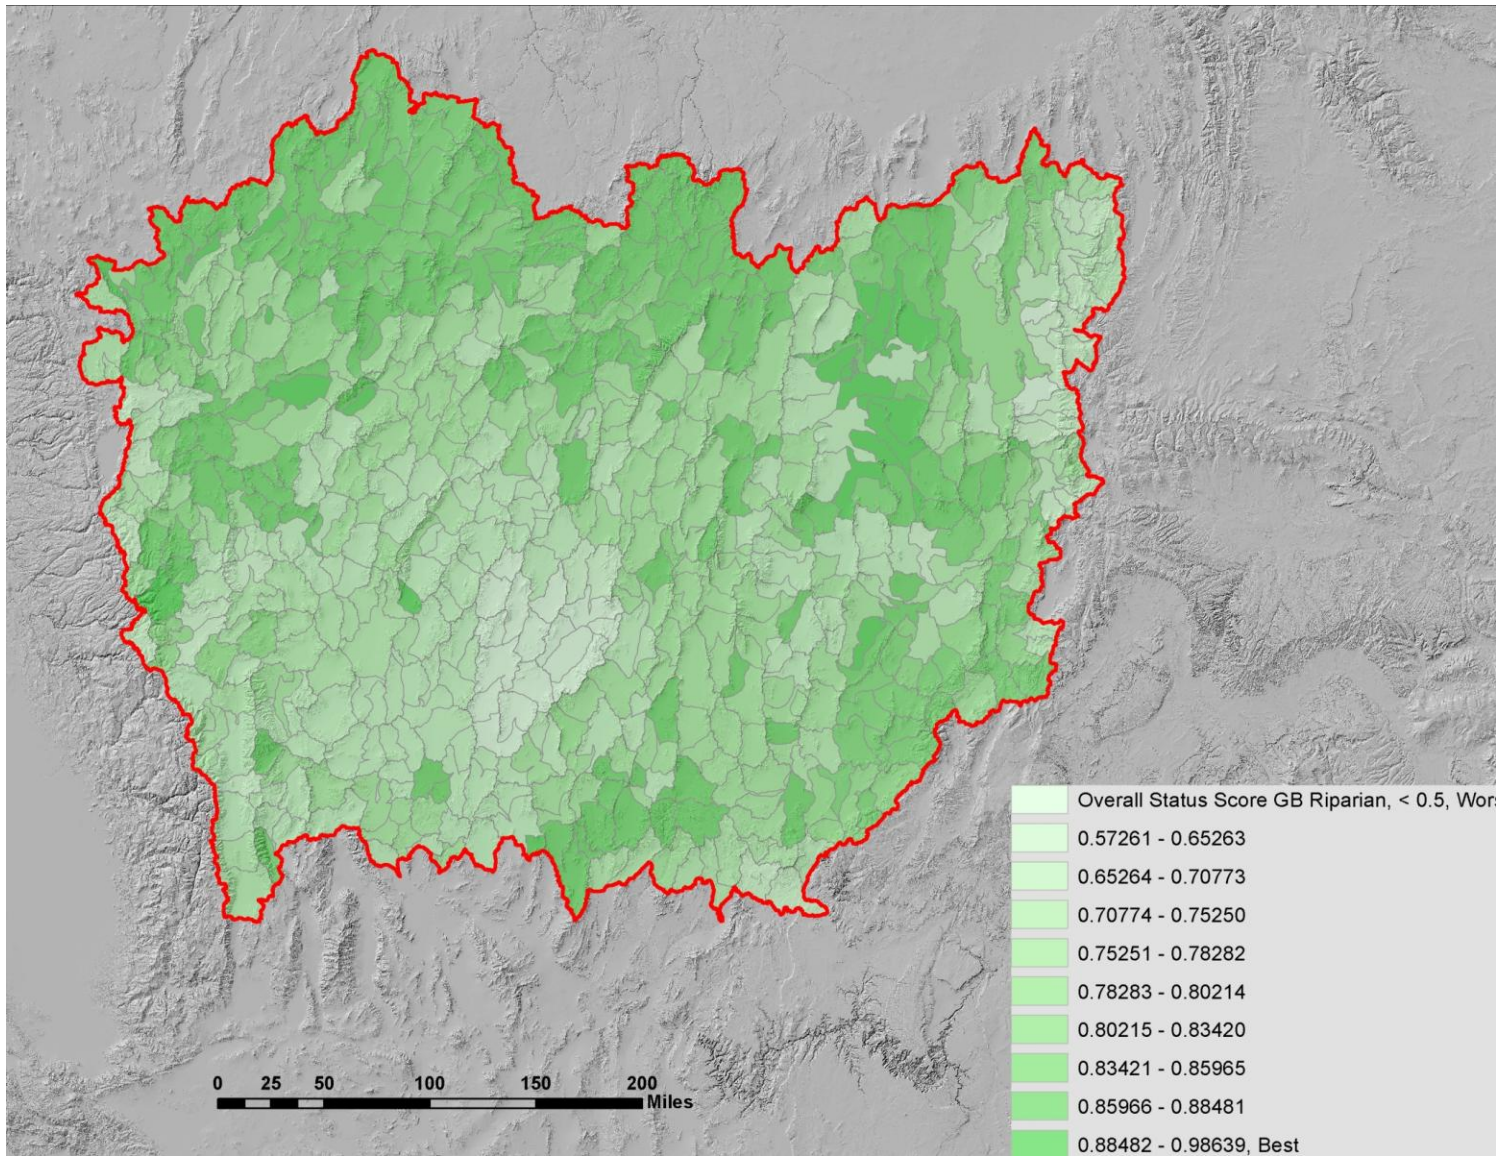 Overall Status Score GB Riparian, < 0.5, Wors
0.57261 - 0.65263
0.65264 - 0.70773
0.70774 - 0.75250
0.75251 - 0.78282
0.78283 - 0.80214
0.80215 - 0.83420
0.83421 - 0.85965
0.85966 - 0.88481
0.88482 - 0.98639, Best
0 25 50 100 150 200
Miles